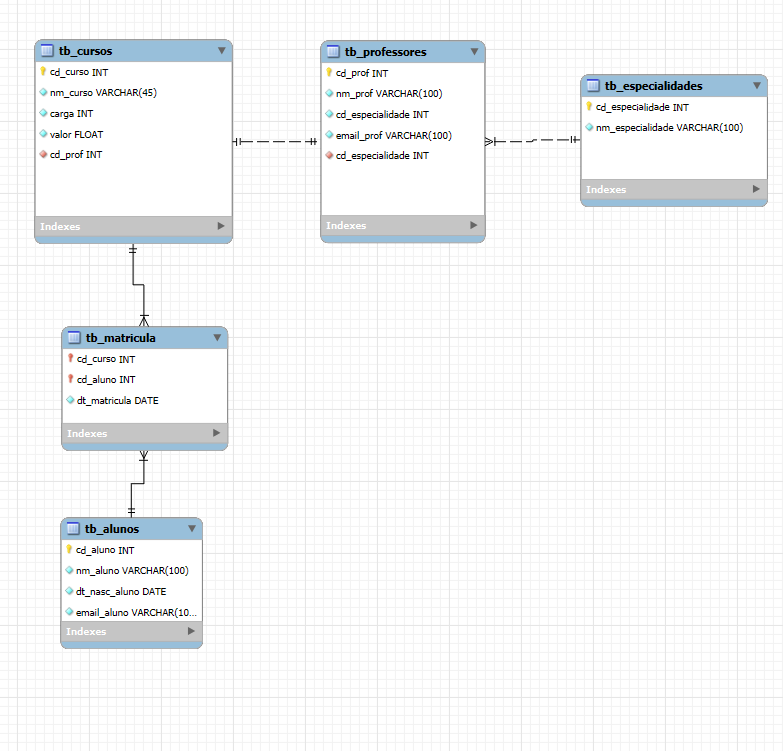 tb_cursos
cd_curso INT
nm_curso VARCHAR(45)
carga INT
valor FLOAT
cd_prof INT
Indexes
tb_professores
cd_prof INT
nm_prof VARCHAR(100)
cd_especialidade INT
email_prof VARCHAR(100)
cd_especialidade INT
Indexes
tb_especialidades
cd_especialidade INT
nm_especialidade VARCHAR(100)
Indexes
tb_matricula
cd_curso INT
cd_aluno INT
dt_matricula DATE
Indexes
tb_alunos
cd_aluno INT
nm_aluno VARCHAR(100)
dt_nasc_aluno DATE
email_aluno VARCHAR(10...
Indexes